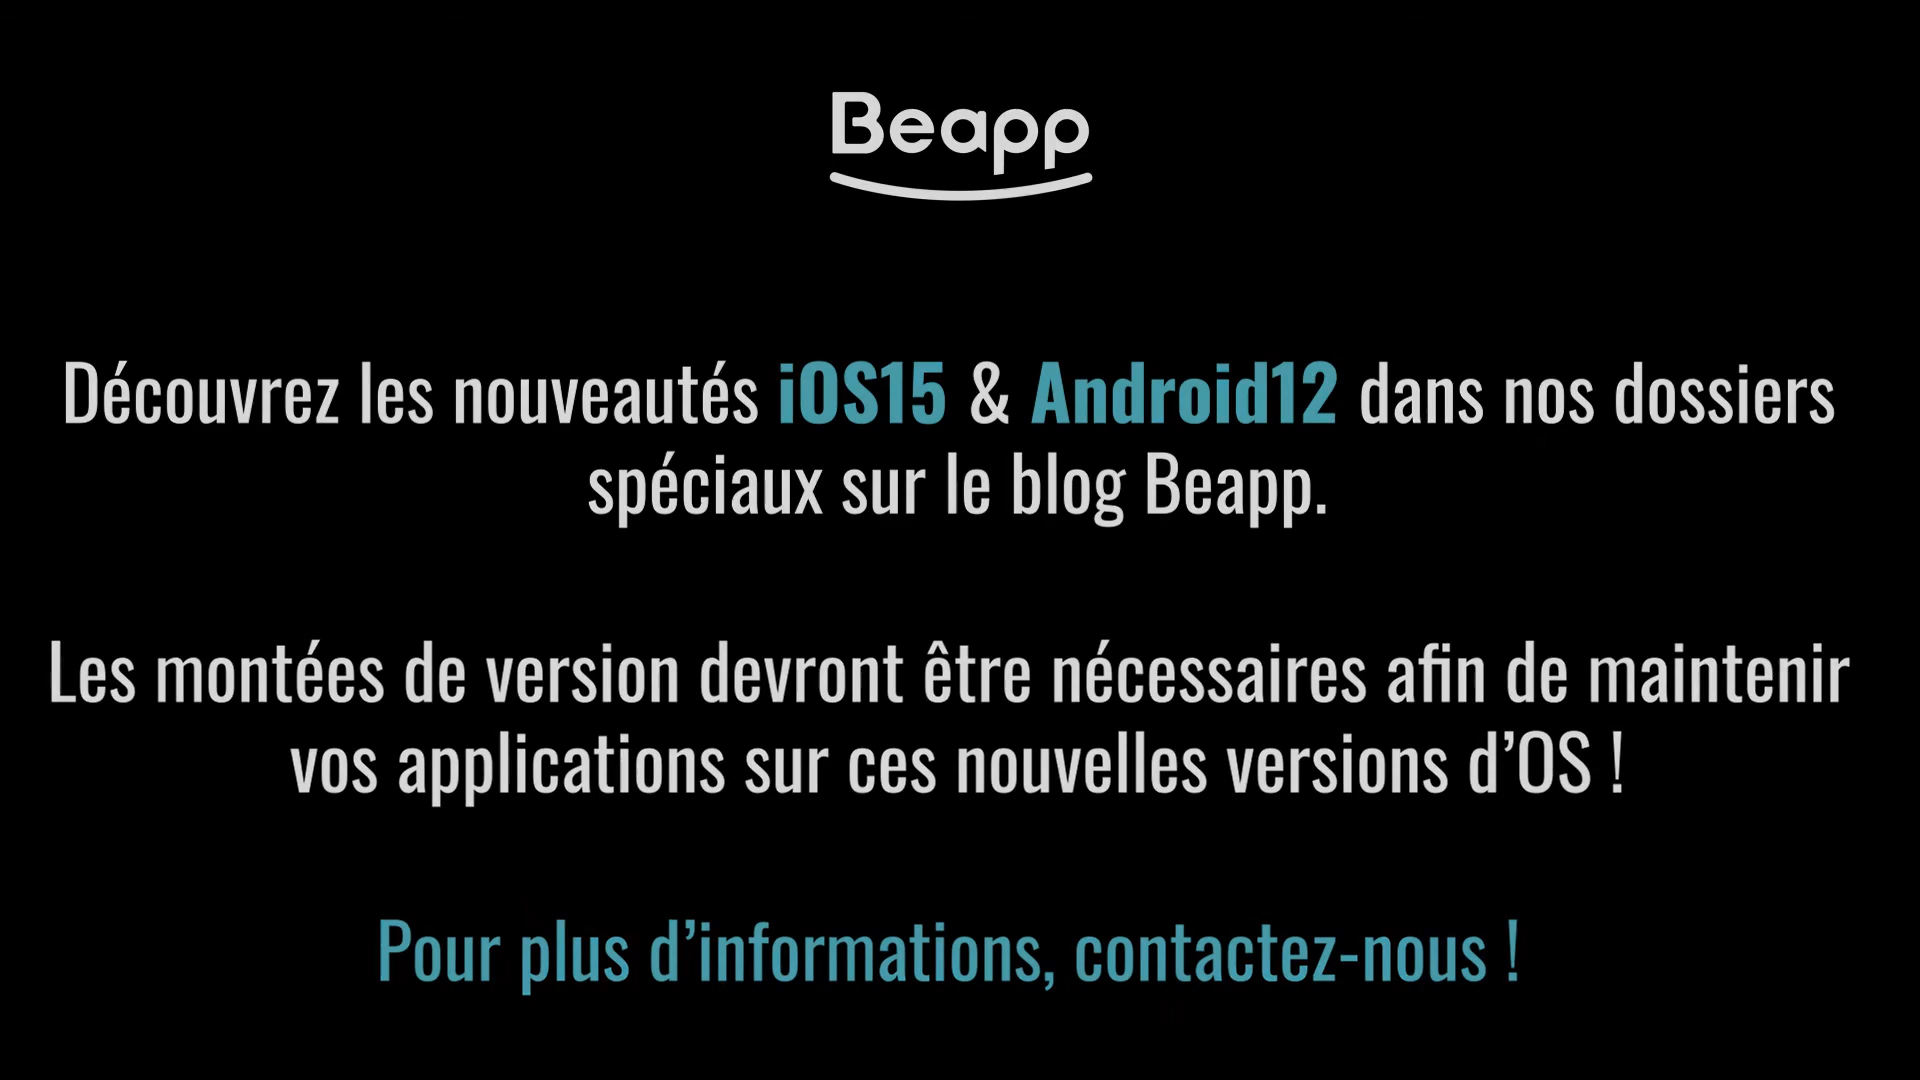 Beapp
Découvrez les nouveautés iOS15 & Android12 dans nos dossiers
spéciaux sur le blog Beapp.
Les montées de version devront être nécessaires afin de maintenir
vos applications sur ces nouvelles versions d’OS !
Pour plus d’informations, contactez-nous !